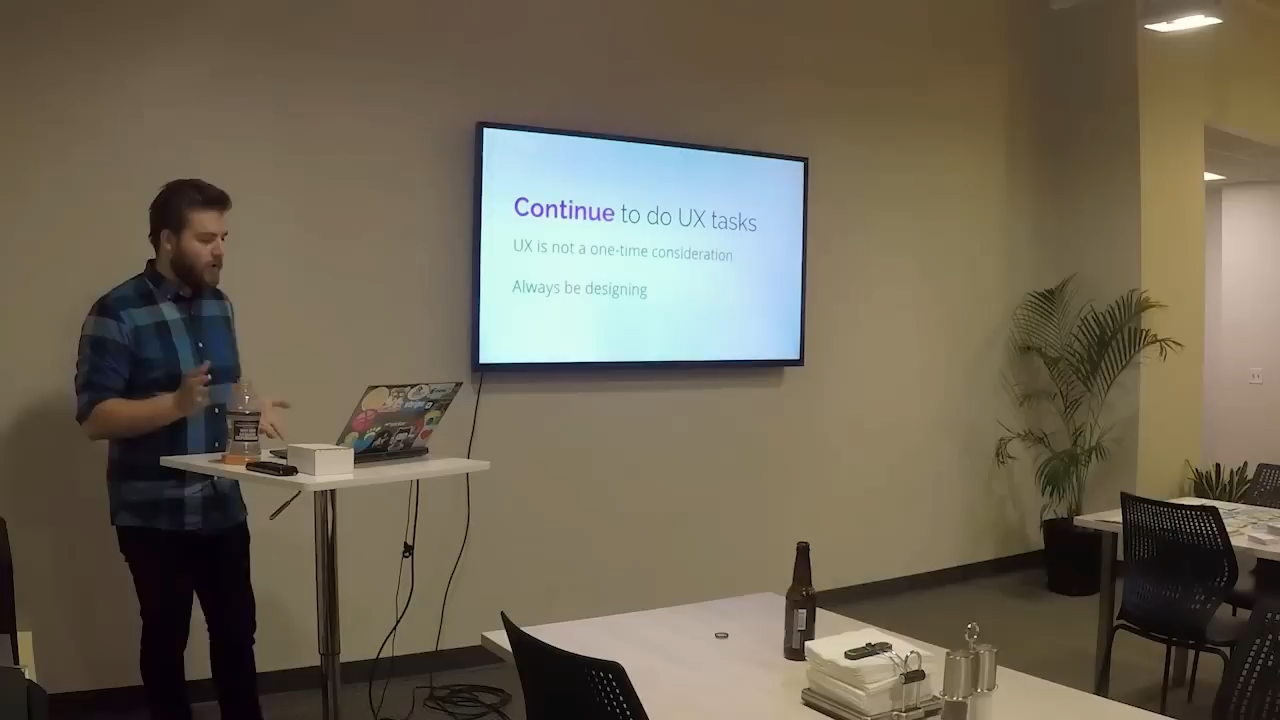 Continue to do UX tasks
UX is not a one-time consideration
Always be designing